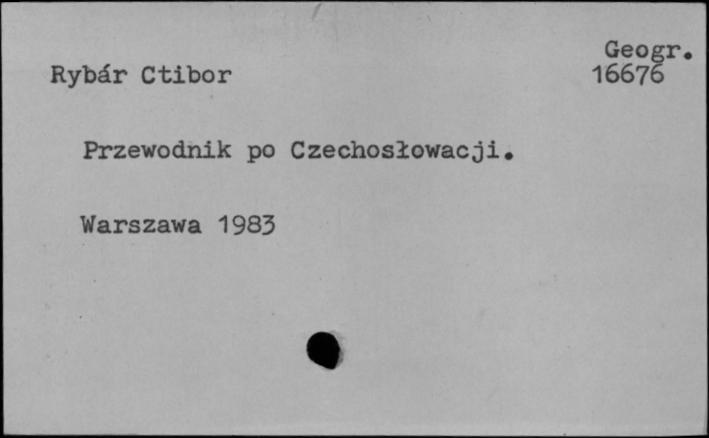 Geogr.
Rybár Ctibor 16676
Przewodnik po Czechosłowacji.
Warszawa 1983